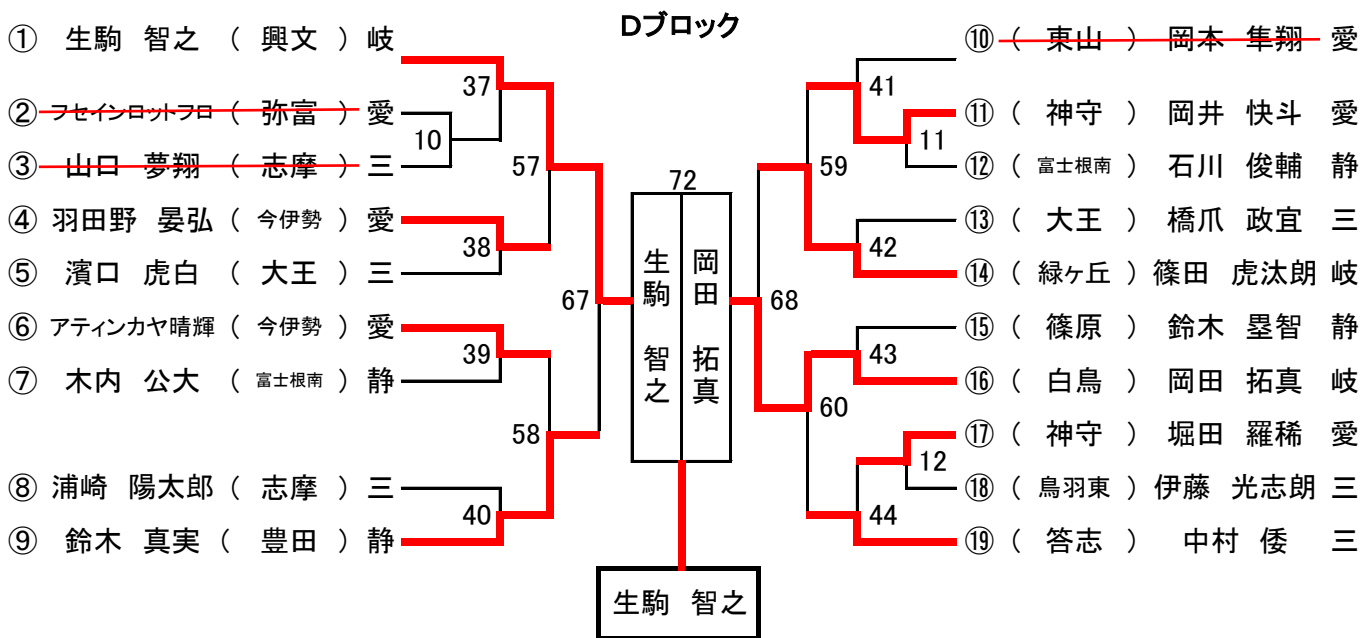 Dブロック
① 生駒 智之 ( 興文 ) 岐
② フセインロットフロ ( 弥富 ) 愛
③ 山口 夢翔 ( 志摩 ) 三
④ 羽田野 晏弘 ( 今伊勢 ) 愛
⑤ 濱口 虎白 ( 大王 ) 三
⑥ アティンカヤ晴輝 ( 今伊勢 ) 愛
⑦ 木内 公大 ( 富士根南 ) 静
⑧ 浦崎 陽太郎 ( 志摩 ) 三
⑨ 鈴木 真実 ( 豊田 ) 静
37
10
57
38
67
39
58
40
72
生駒 智之
岡田 拓真
生駒 智之
⑩ ( 東山 ) 岡本 隼翔 愛
⑪ ( 神守 ) 岡井 快斗 愛
⑫ ( 富士根南 ) 石川 俊輔 静
⑬ ( 大王 ) 橋爪 政宜 三
⑭ ( 緑ヶ丘 ) 篠田 虎汰朗 岐
⑮ ( 篠原 ) 鈴木 塁智 静
⑯ ( 白鳥 ) 岡田 拓真 岐
⑰ ( 神守 ) 堀田 羅稀 愛
⑱ ( 鳥羽東 ) 伊藤 光志朗 三
⑲ ( 答志 ) 中村 倭 三
41
11
59
42
68
43
60
12
44